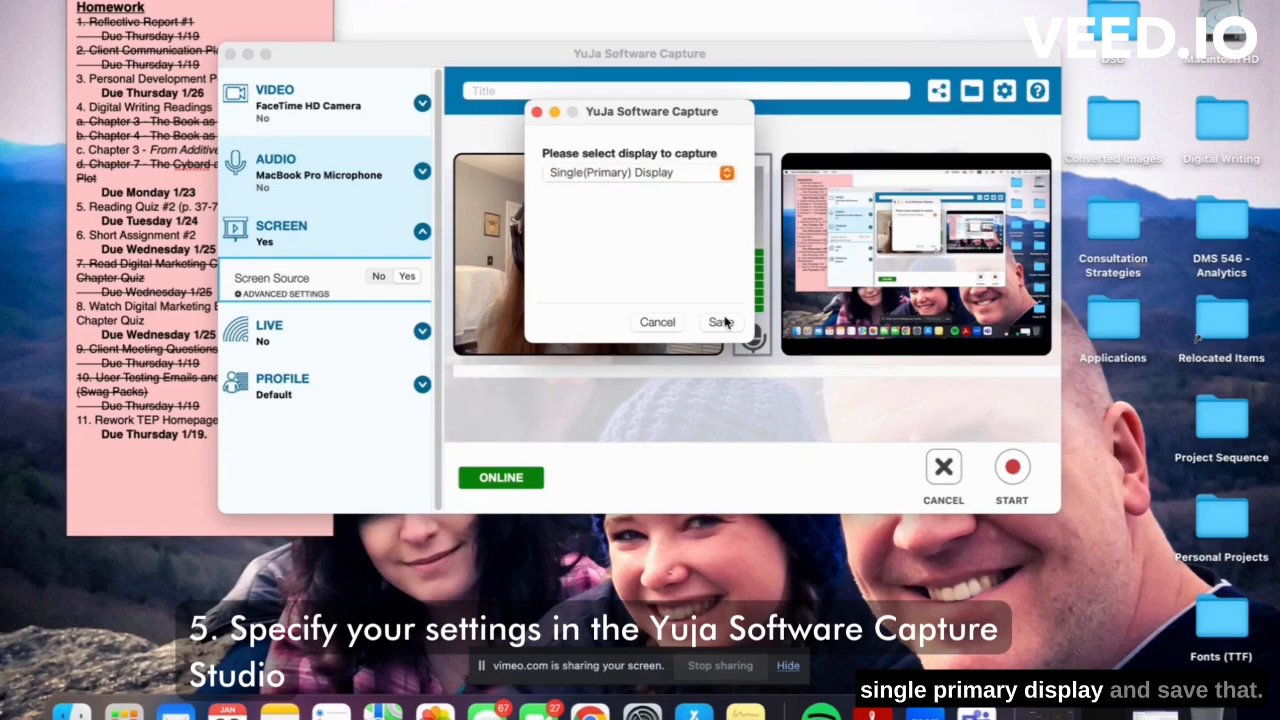 Homework
1. Reflective Report #1
Due Thursday 1/19
2. Client Communication Pl
Due Thursday 1/19
3. Personal Development P
Due Thursday 1/26
4. Digital Writing Readings
a. Chapter 3 - The Book as
b. Chapter 4 - The Book as
c. Chapter 3 - From Additive
d. Chapter 7 - The Cybard a
Plot
Due Monday 1/23
5. Reading Quiz #2 (p. 37-7
Due Tuesday 1/24
6. Short Assignment #2
Due Wednesday 1/25
7. Read Digital Marketing C
Chapter Quiz
Due Wednesday 1/25
8. Watch Digital Marketing E
Chapter Quiz
Due Wednesday 1/25
9. Client Meeting Questions
Due Thursday 1/19
10. User Testing Emails and
(Swag Packs)
Due Thursday 1/19
11. Rework TEP Homepage
Due Thursday 1/19.
YuJa Software Capture
VIDEO
FaceTime HD Camera
No
AUDIO
MacBook Pro Microphone
No
SCREEN
Yes
Screen Source
No Yes
ADVANCED SETTINGS
LIVE
No
PROFILE
Default
Title
YuJa Software Capture
Please select display to capture
Single(Primary) Display
Cancel
Save
ONLINE
CANCEL
START
VEED.IO
DSC
Macintosh HD
Converted Images
Digital Writing
Consultation
Strategies
DMS 546 -
Analytics
Applications
Relocated Items
Project Sequence
Personal Projects
Fonts (TTF)
5. Specify your settings in the Yuja Software Capture
Studio
vimeo.com is sharing your screen.
Stop sharing
Hide
single primary display and save that.
JAN
67
27